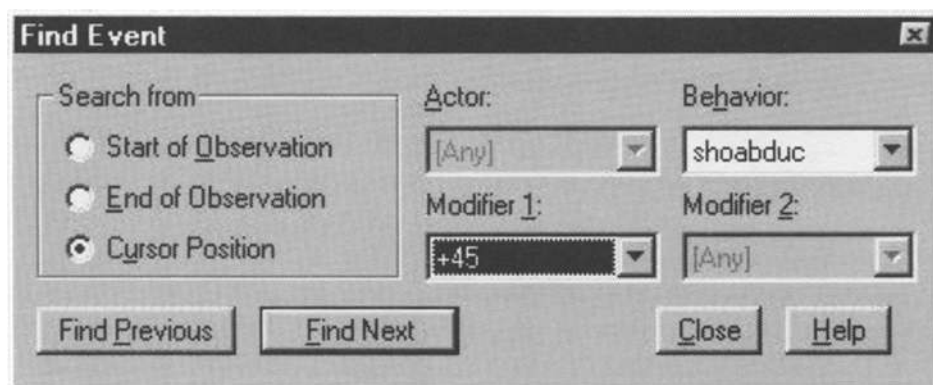 Find Event
Search from
Start of Observation
End of Observation
Cursor Position
Actor:
[Any]
Behavior:
shoabduc
Modifier 1:
+45
Modifier 2:
[Any]
Find Previous
Find Next
Close
Help